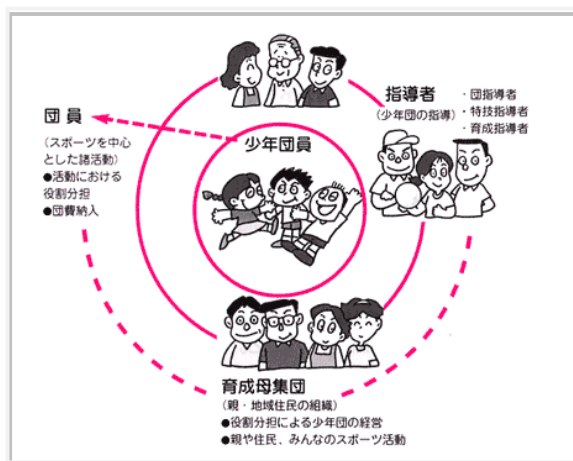 団 員
(スポーツを中心
とした諸活動)
●活動における
役割分担
●団費納入
少年団員
指導者
(少年団の指導)
・団指導者
・特技指導者
・育成指導者
育成母集団
(親・地域住民の組織)
●役割分担による少年団の経営
●親や住民、みんなのスポーツ活動